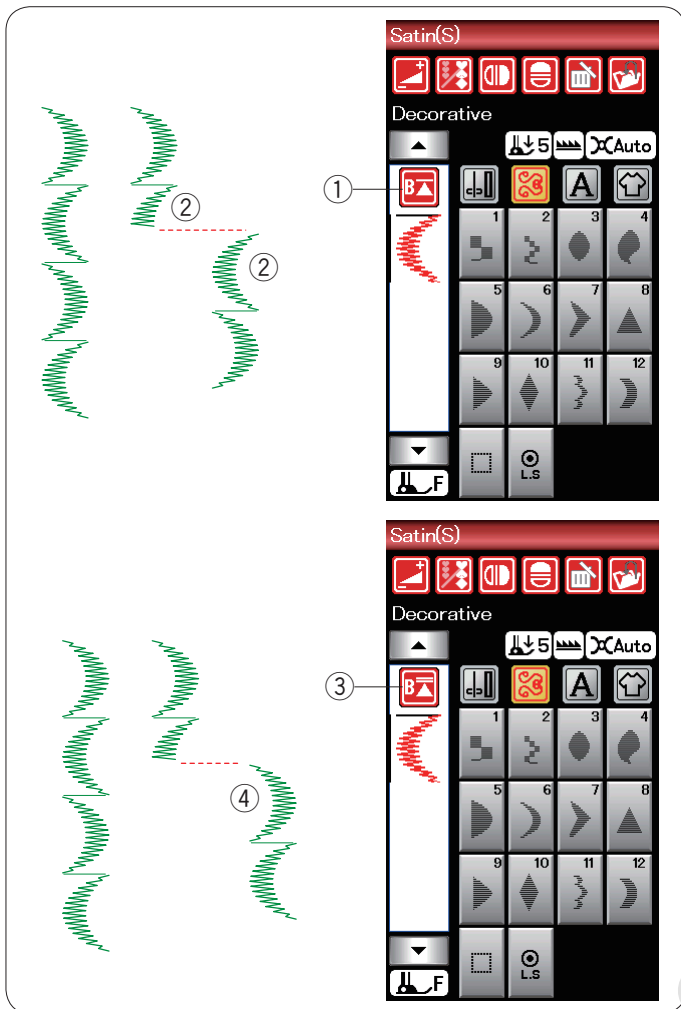 Satin(S)
Decorative
5 Auto
① B A
1 2 3 4
②
②
5 6 7 8
9 10 11 12
L.S
F
Satin(S)
Decorative
5 Auto
③ B A
1 2 3 4
④
5 6 7 8
9 10 11 12
L.S
F